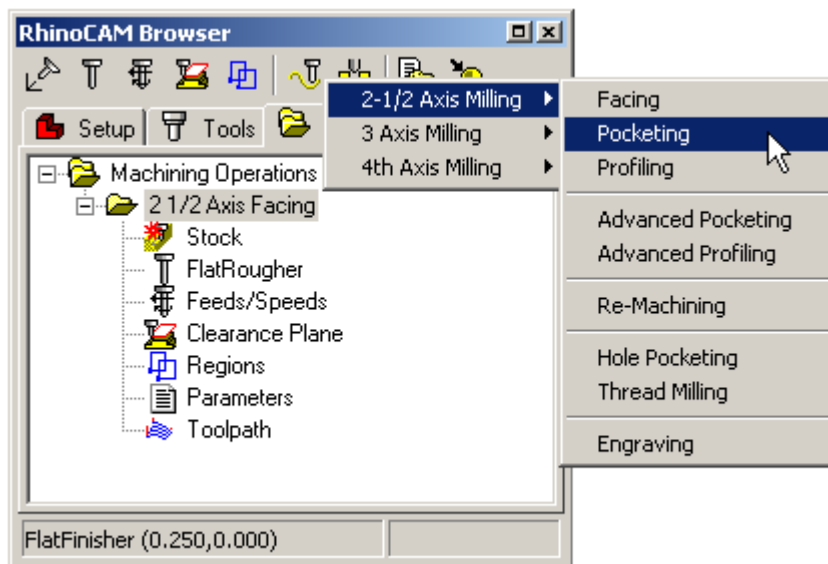 RhinoCAM Browser
Setup
Tools
Machining Operations
2 1/2 Axis Facing
Stock
FlatRougher
Feeds/Speeds
Clearance Plane
Regions
Parameters
Toolpath
FlatFinisher (0.250,0.000)
2-1/2 Axis Milling
3 Axis Milling
4th Axis Milling
Facing
Pocketing
Profiling
Advanced Pocketing
Advanced Profiling
Re-Machining
Hole Pocketing
Thread Milling
Engraving